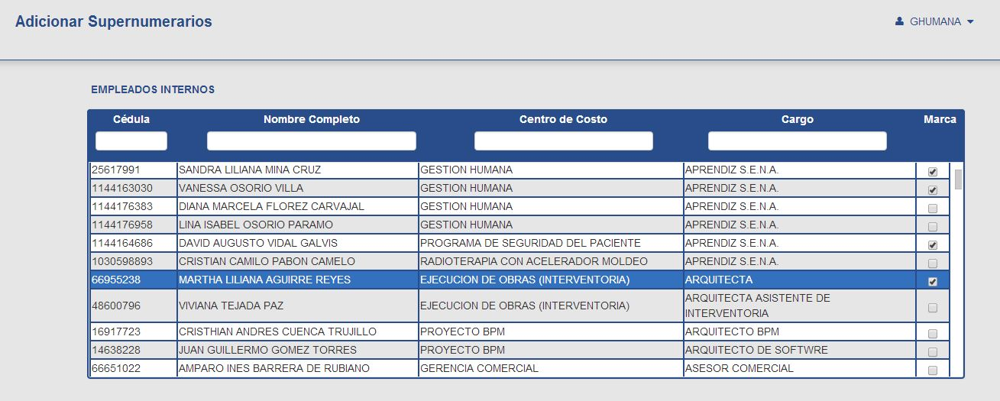 Adicionar Supernumerarios
GHUMANA
EMPLEADOS INTERNOS
Cédula Nombre Completo Centro de Costo Cargo Marca
25617991 SANDRA LILIANA MINA CRUZ GESTION HUMANA APRENDIZ S.E.N.A.
1144163030 VANESSA OSORIO VILLA GESTION HUMANA APRENDIZ S.E.N.A.
1144176383 DIANA MARCELA FLOREZ CARVAJAL GESTION HUMANA APRENDIZ S.E.N.A.
1144176958 LINA ISABEL OSORIO PARAMO GESTION HUMANA APRENDIZ S.E.N.A.
1144164686 DAVID AUGUSTO VIDAL GALVIS PROGRAMA DE SEGURIDAD DEL PACIENTE APRENDIZ S.E.N.A.
1030598893 CRISTIAN CAMILO PABON CAMELO RADIOTERAPIA CON ACELERADOR MOLDEO APRENDIZ S.E.N.A.
66955238 MARTHA LILIANA AGUIRRE REYES EJECUCION DE OBRAS (INTERVENTORIA) ARQUITECTA
48600796 VIVIANA TEJADA PAZ EJECUCION DE OBRAS (INTERVENTORIA) ARQUITECTA ASISTENTE DE
INTERVENTORIA
16917723 CRISTHIAN ANDRES CUENCA TRUJILLO PROYECTO BPM ARQUITECTO BPM
14638228 JUAN GUILLERMO GOMEZ TORRES PROYECTO BPM ARQUITECTO DE SOFTWRE
66651022 AMPARO INES BARRERA DE RUBIANO GERENCIA COMERCIAL ASESOR COMERCIAL